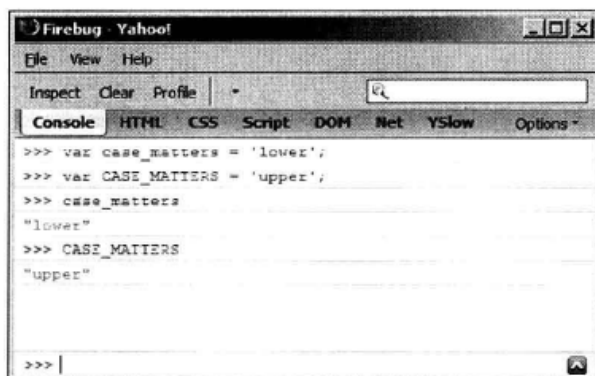 Firebug - Yahoo!
File View Help
Inspect Clear Profile
Console HTML CSS Script DOM Net YSlow Options
>>> var case_matters = 'lower';
>>> var CASE_MATTERS = 'upper';
>>> case_matters
"lower"
>>> CASE_MATTERS
"upper"
>>>